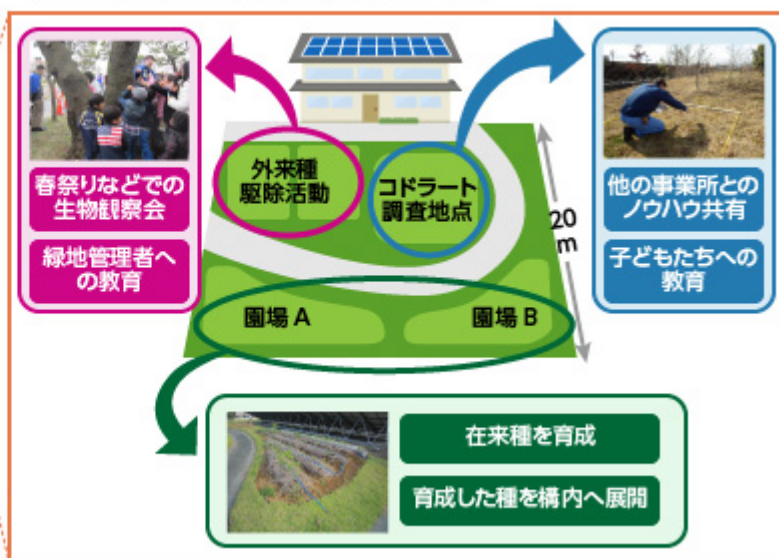 春祭りなどでの
生物観察会
緑地管理者へ
の教育
外来種
駆除活動
コドラート
調査地点
20
m
他の事業所との
ノウハウ共有
子どもたちへの
教育
園場 A
園場 B
在来種を育成
育成した種を構内へ展開